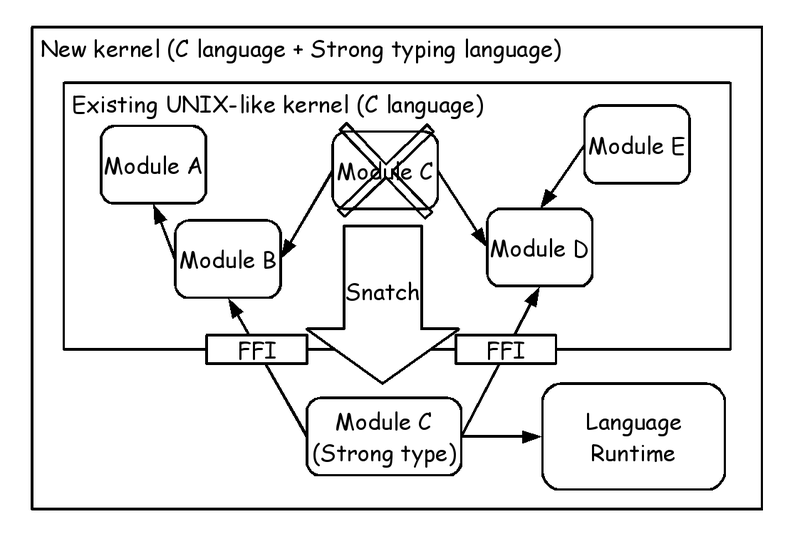 New kernel (C language + Strong typing language)
Existing UNIX-like kernel (C language)
Module A
Module C
Module E
Module B
Module D
Snatch
FFI
FFI
Module C
(Strong type)
Language
Runtime